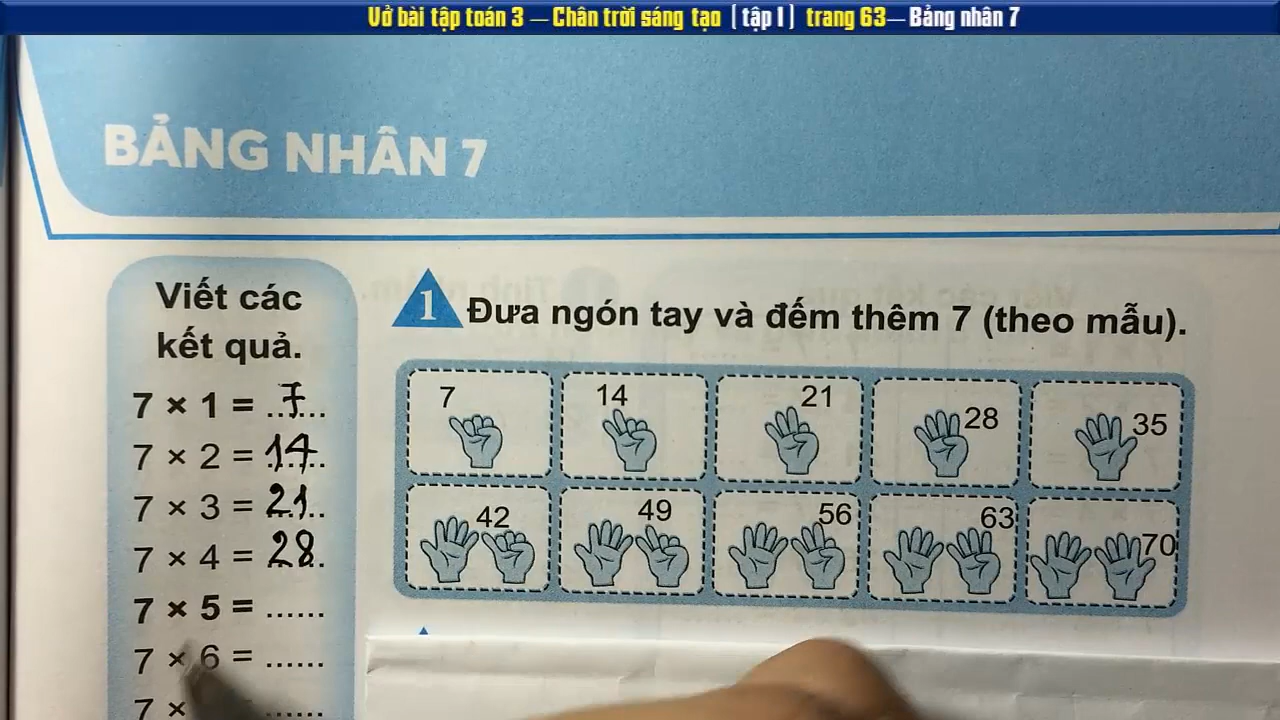 Vở bài tập toán 3 – Chân trời sáng tạo (tập 1) trang 63– Bảng nhân 7
BẢNG NHÂN 7
Viết các
kết quả.
7 × 1 = ..7...
7 × 2 = .14..
7 × 3 = 21..
7 × 4 = 28.
7 × 5 = ......
7 × 6 = ......
7 × ......
1 Đưa ngón tay và đếm thêm 7 (theo mẫu).
7 14 21 28 35
42 49 56 63 70